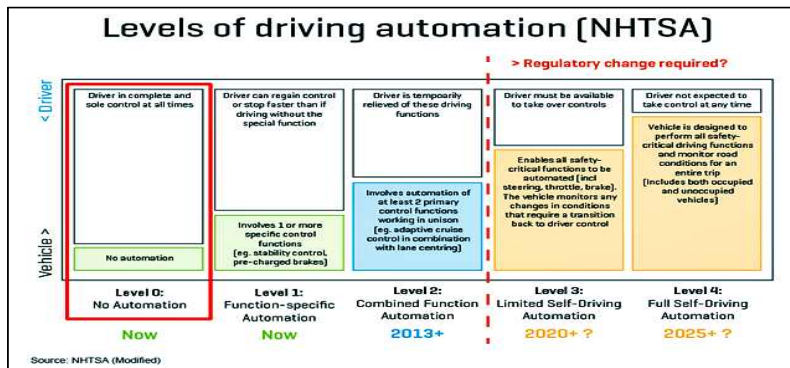 Levels of driving automation (NHTSA)
> Regulatory change required?
< Driver
Vehicle >
Driver in complete and
sole control at all times
No automation
Level 0:
No Automation
Now
Driver can regain control
or stop faster than if
driving without the
special function
Involves 1 or more
specific control
functions
(eg. stability control,
pre-charged brakes)
Level 1:
Function-specific
Automation
Now
Driver is temporarily
relieved of these driving
functions
Involves automation of
at least 2 primary
control functions
working in unison
(eg. adaptive cruise
control in combination
with lane centring)
Level 2:
Combined Function
Automation
2013+
Driver must be available
to take over controls
Enables all safety-
critical functions to be
automated (incl
steering, throttle, brake).
The vehicle monitors any
changes in conditions
that require a transition
back to driver control
Level 3:
Limited Self-Driving
Automation
2020+ ?
Driver not expected to
take control at any time
Vehicle is designed to
perform all safety-
critical driving functions
and monitor road
conditions for an
entire trip
(Includes both occupied
and unoccupied
vehicles)
Level 4:
Full Self-Driving
Automation
2025+ ?
Source: NHTSA (Modified)